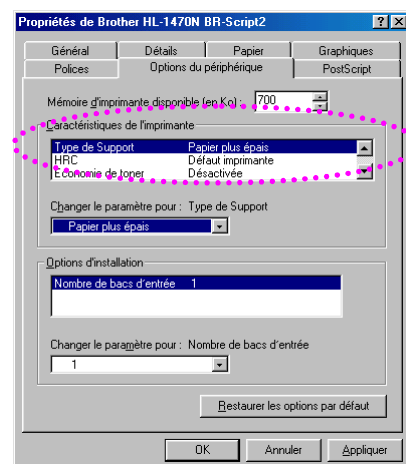 Propriétés de Brother HL-1470N BR-Script2
Général Détails Papier Graphiques
Polices Options du périphérique PostScript
Mémoire d'imprimante disponible (en Ko) : 700
Caractéristiques de l'imprimante
Type de Support Papier plus épais
HRC Défaut imprimante
Economie de toner Désactivée
Changer le paramètre pour : Type de Support
Papier plus épais
Options d'installation
Nombre de bacs d'entrée 1
Changer le paramètre pour : Nombre de bacs d'entrée
1
Restaurer les options par défaut
OK Annuler Appliquer